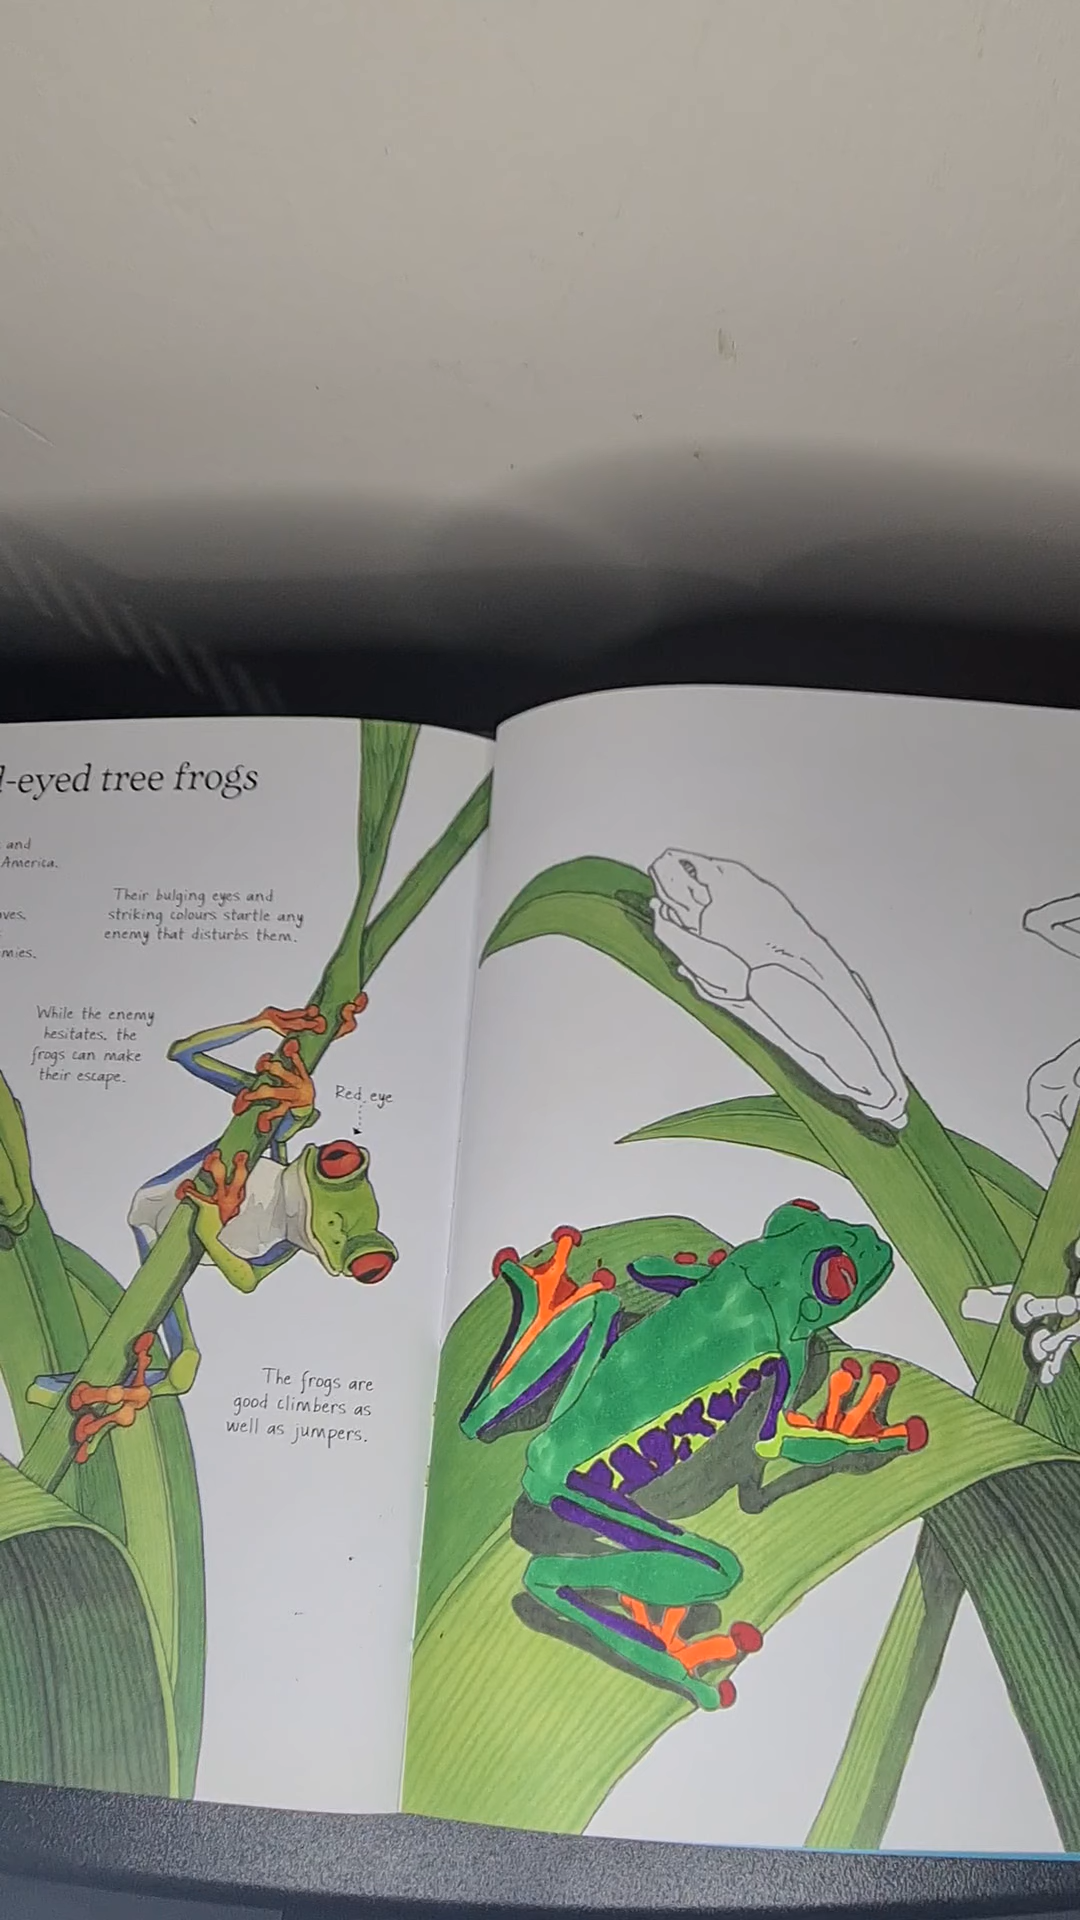 -eyed tree frogs
and
America.
Their bulging eyes and
striking colours startle any
enemy that disturbs them.
While the enemy
hesitates, the
frogs can make
their escape.
Red eye
The frogs are
good climbers as
well as jumpers.